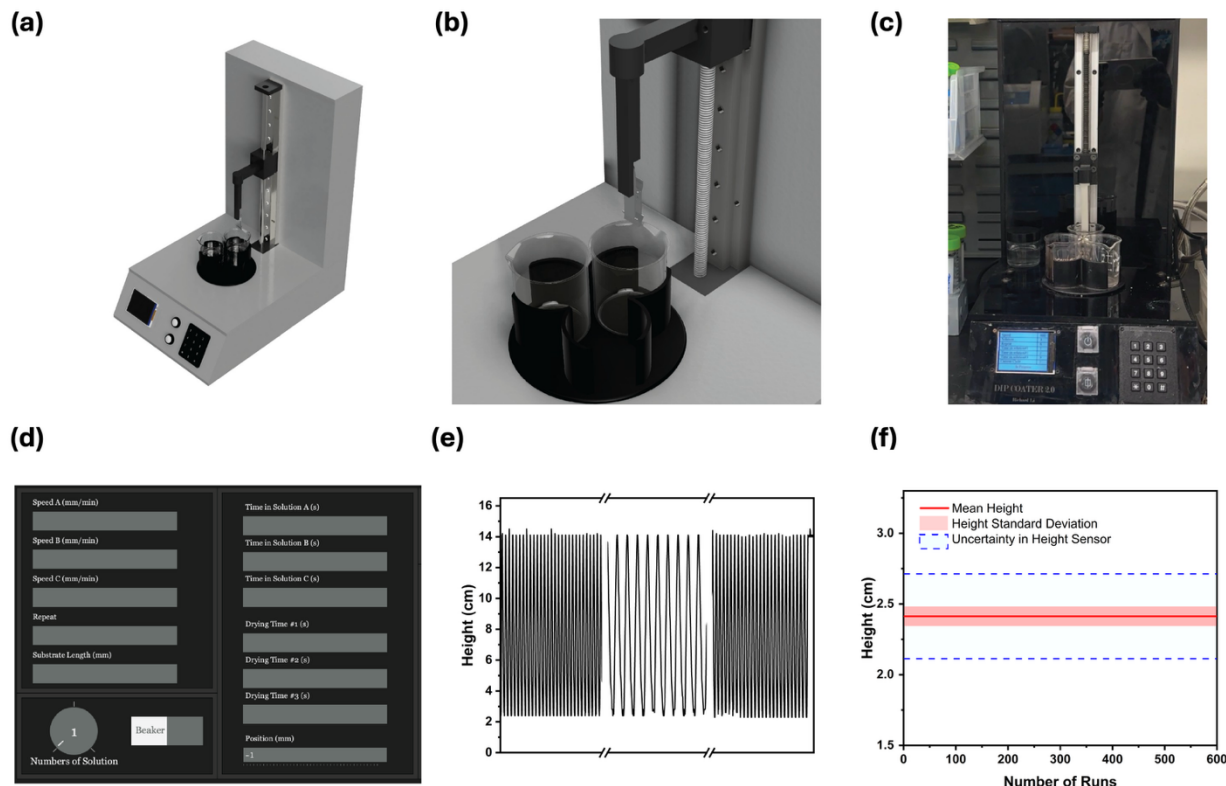 (a)
(b)
(c)
DIP COATER 2.0
(d)
Speed A (mm/min)
Speed B (mm/min)
Speed C (mm/min)
Repeat
Substrate Length (mm)
1
Beaker
Numbers of Solution
Time in Solution A (s)
Time in Solution B (s)
Time in Solution C (s)
Drying Time #1 (s)
Drying Time #2 (s)
Drying Time #3 (s)
Position (mm)
-1
(e)
Height (cm)
16
14
12
10
8
6
4
2
0
(f)
Mean Height
Height Standard Deviation
Uncertainty in Height Sensor
Height (cm)
3.0
2.5
2.0
1.5
0 100 200 300 400 500 600
Number of Runs